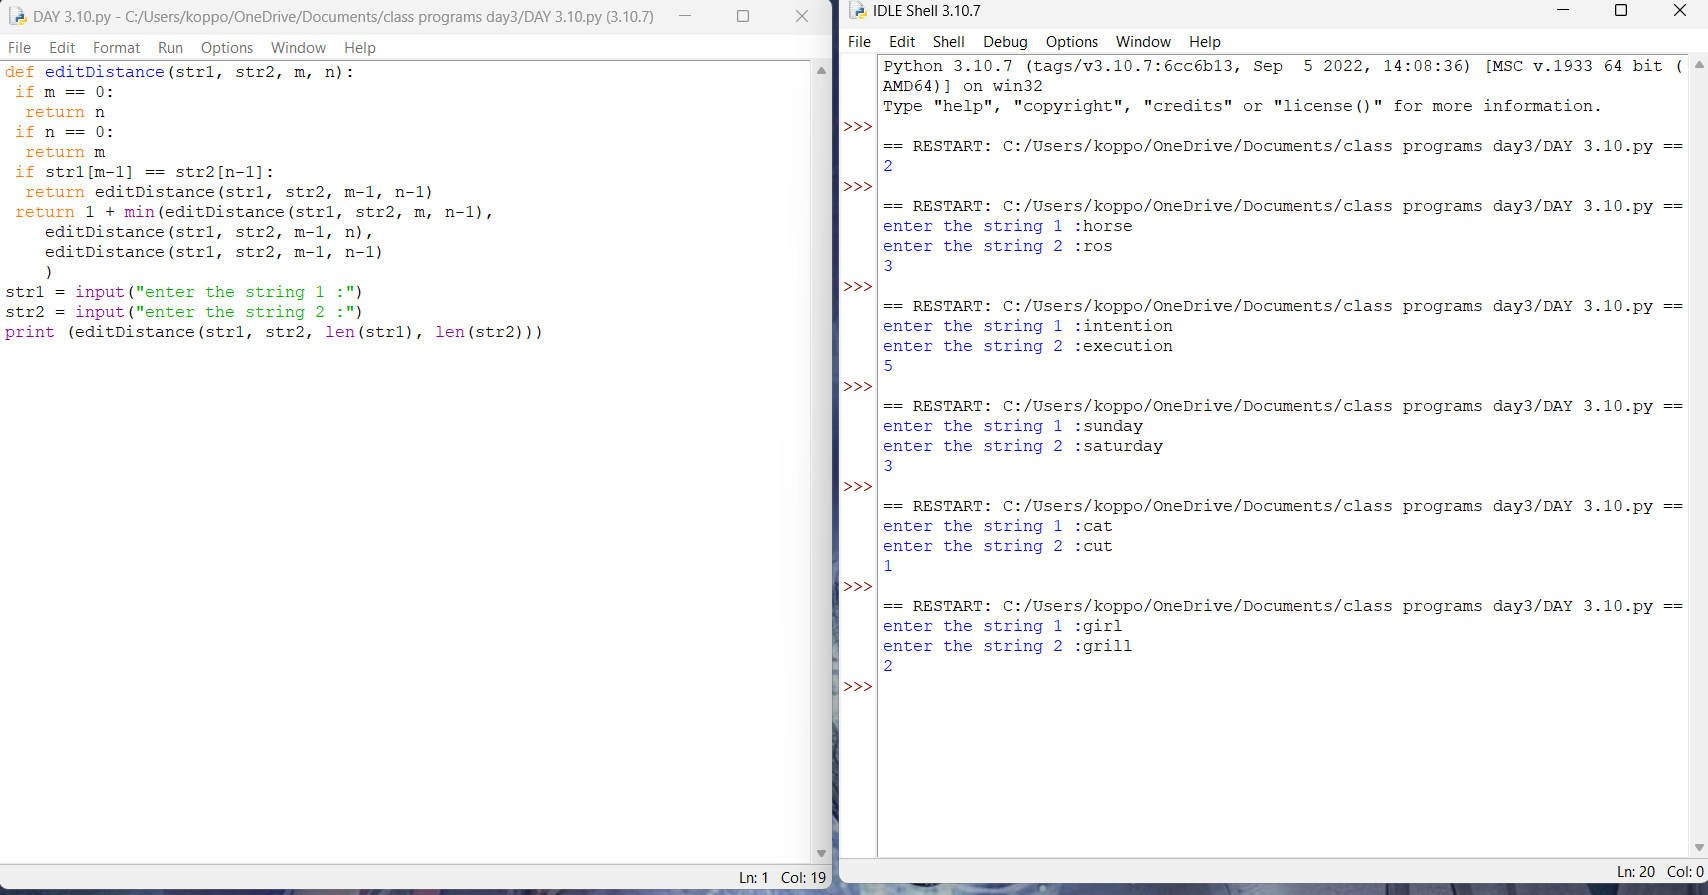 DAY 3.10.py - C:/Users/koppo/OneDrive/Documents/class programs day3/DAY 3.10.py (3.10.7)
File Edit Format Run Options Window Help
def editDistance(str1, str2, m, n):
 if m == 0:
  return n
 if n == 0:
  return m
 if str1[m-1] == str2[n-1]:
  return editDistance(str1, str2, m-1, n-1)
 return 1 + min(editDistance(str1, str2, m, n-1),
    editDistance(str1, str2, m-1, n),
    editDistance(str1, str2, m-1, n-1)
    )
str1 = input("enter the string 1 :")
str2 = input("enter the string 2 :")
print (editDistance(str1, str2, len(str1), len(str2)))
Ln: 1 Col: 19
IDLE Shell 3.10.7
File Edit Shell Debug Options Window Help
Python 3.10.7 (tags/v3.10.7:6cc6b13, Sep  5 2022, 14:08:36) [MSC v.1933 64 bit (
AMD64)] on win32
Type "help", "copyright", "credits" or "license()" for more information.
>>>
== RESTART: C:/Users/koppo/OneDrive/Documents/class programs day3/DAY 3.10.py ==
2
>>>
== RESTART: C:/Users/koppo/OneDrive/Documents/class programs day3/DAY 3.10.py ==
enter the string 1 :horse
enter the string 2 :ros
3
>>>
== RESTART: C:/Users/koppo/OneDrive/Documents/class programs day3/DAY 3.10.py ==
enter the string 1 :intention
enter the string 2 :execution
5
>>>
== RESTART: C:/Users/koppo/OneDrive/Documents/class programs day3/DAY 3.10.py ==
enter the string 1 :sunday
enter the string 2 :saturday
3
>>>
== RESTART: C:/Users/koppo/OneDrive/Documents/class programs day3/DAY 3.10.py ==
enter the string 1 :cat
enter the string 2 :cut
1
>>>
== RESTART: C:/Users/koppo/OneDrive/Documents/class programs day3/DAY 3.10.py ==
enter the string 1 :girl
enter the string 2 :grill
2
>>>
Ln: 20 Col: 0